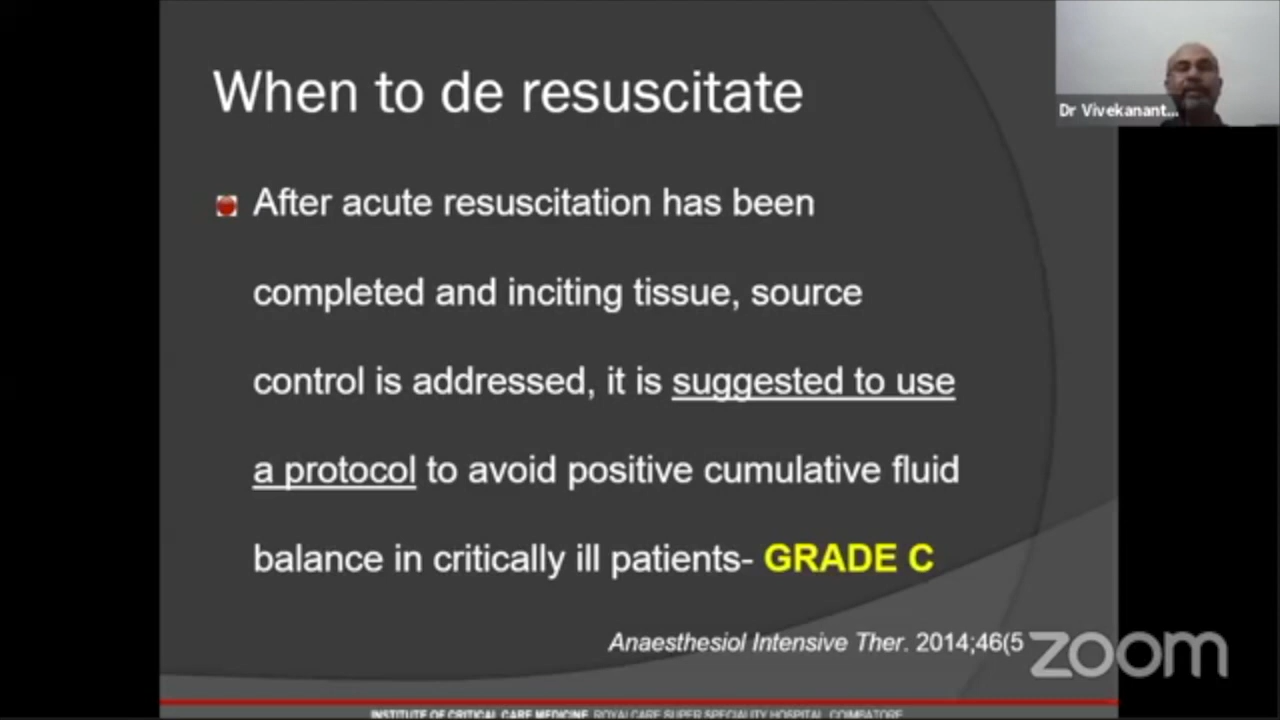 When to de resuscitate
Dr Vivekanant...
After acute resuscitation has been
completed and inciting tissue, source
control is addressed, it is suggested to use
a protocol to avoid positive cumulative fluid
balance in critically ill patients- GRADE C
Anaesthesiol Intensive Ther. 2014;46(5
zoom
INSTITUTE OF CRITICAL CARE MEDICINE, ROYALCARE SUPER SPECIALITY HOSPITAL, COIMBATORE